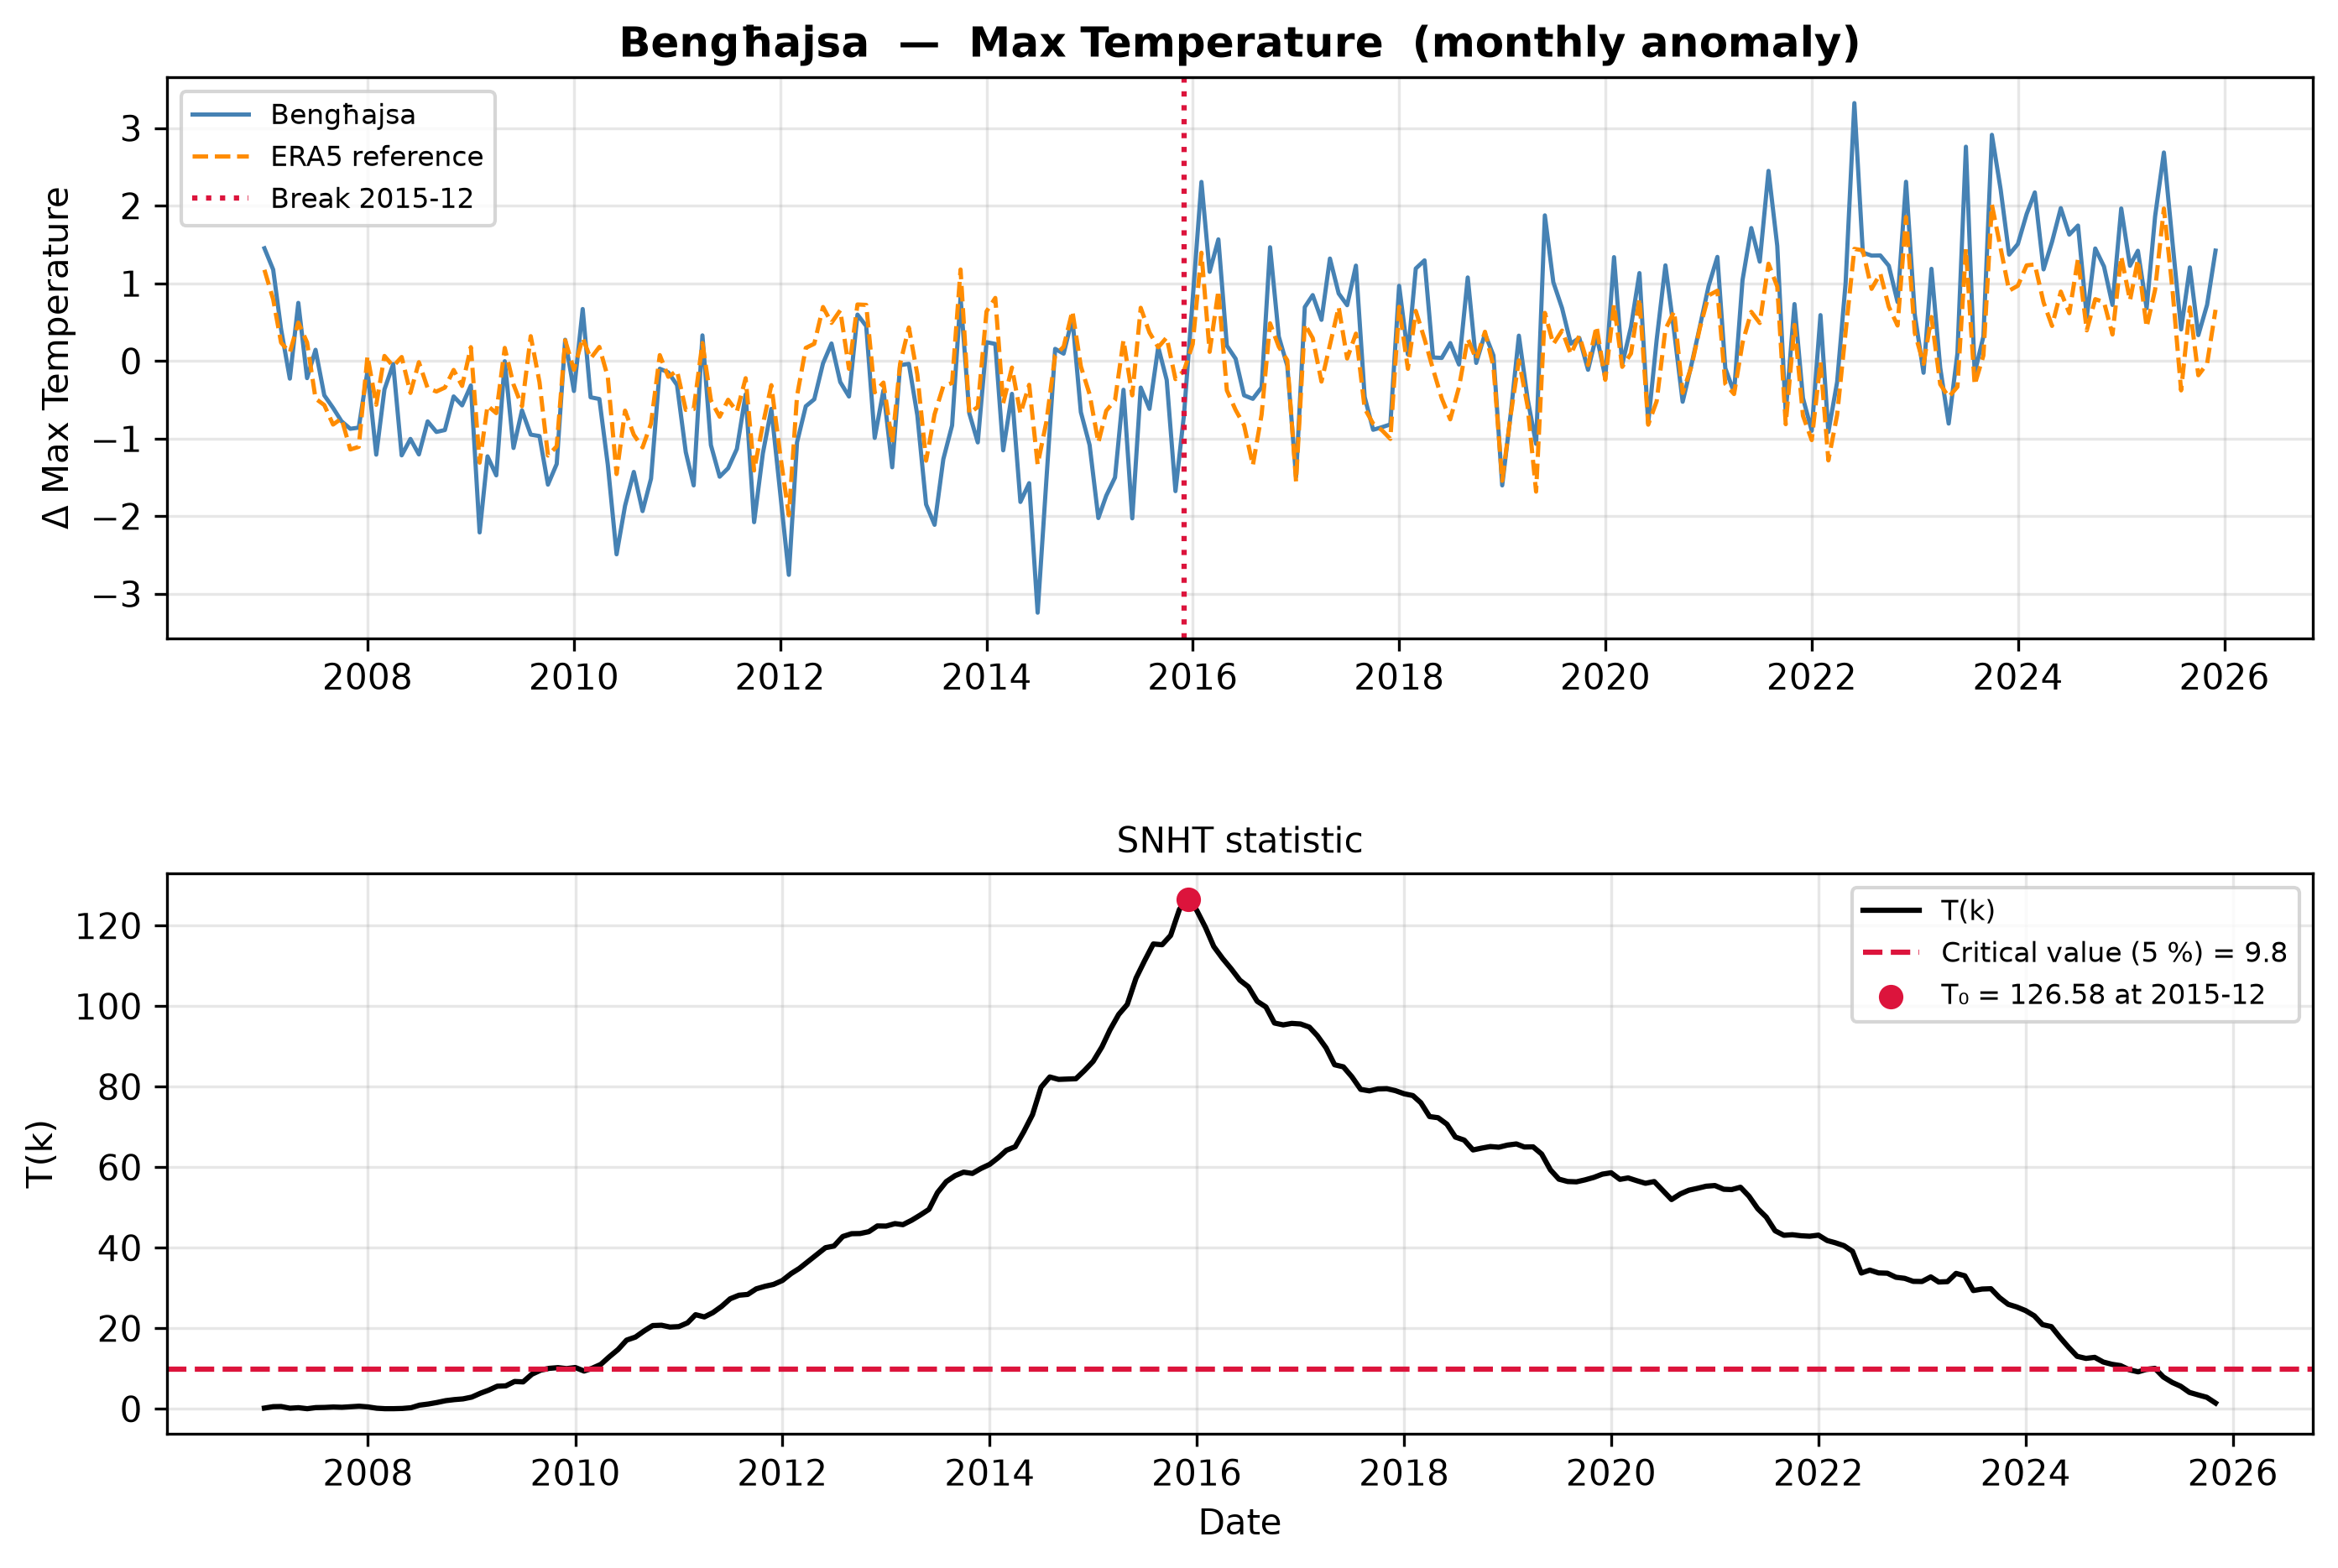 Bengħajsa — Max Temperature (monthly anomaly)
Δ Max Temperature
3
2
1
0
−1
−2
−3
Bengħajsa
ERA5 reference
Break 2015-12
2008 2010 2012 2014 2016 2018 2020 2022 2024 2026
SNHT statistic
T(k)
120
100
80
60
40
20
0
T(k)
Critical value (5 %) = 9.8
T₀ = 126.58 at 2015-12
2008 2010 2012 2014 2016 2018 2020 2022 2024 2026
Date